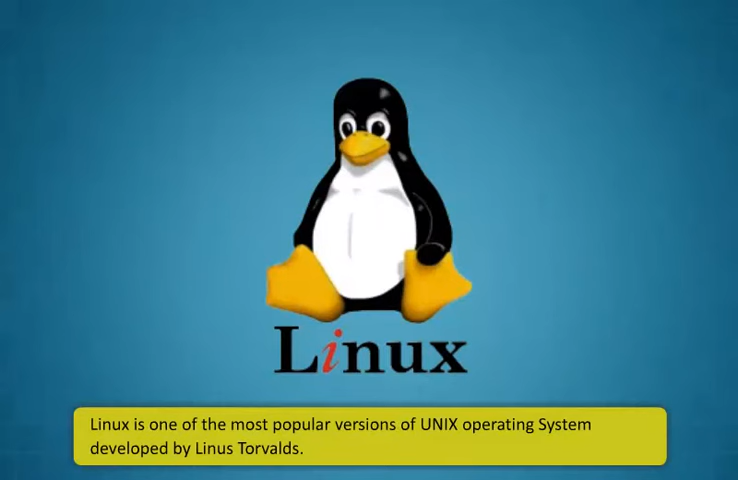 Linux
Linux is one of the most popular versions of UNIX operating System
developed by Linus Torvalds.